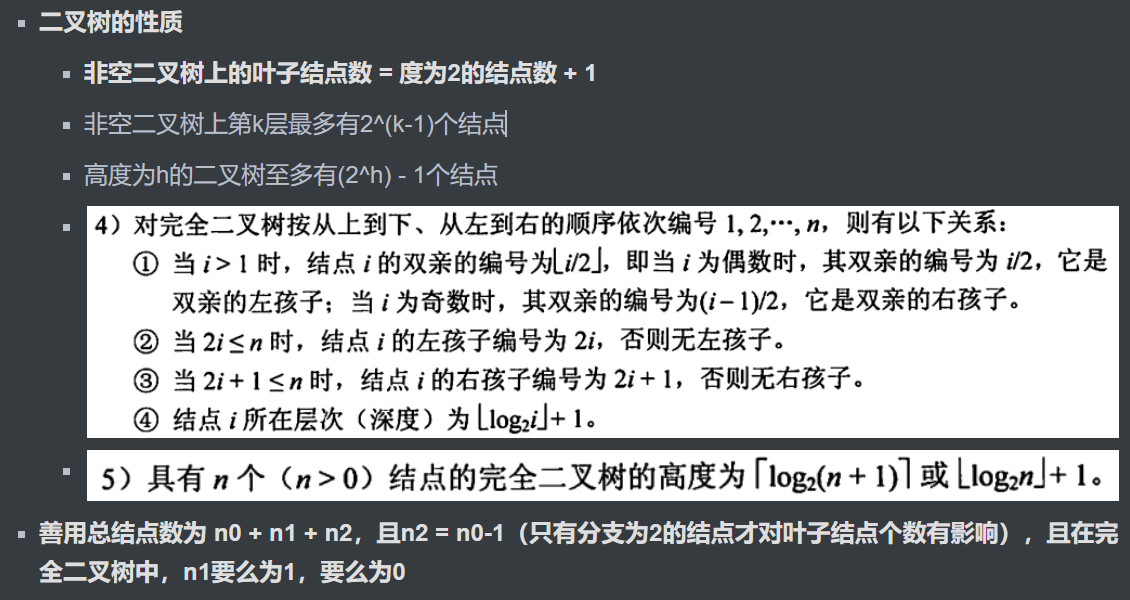 二叉树的性质
非空二叉树上的叶子结点数 = 度为2的结点数 + 1
非空二叉树上第k层最多有2^(k-1)个结点
高度为h的二叉树至多有(2^h) - 1个结点
4）对完全二叉树按从上到下、从左到右的顺序依次编号 1, 2,⋯, n，则有以下关系：
① 当 i > 1 时，结点 i 的双亲的编号为⌊i/2⌋，即当 i 为偶数时，其双亲的编号为 i/2，它是
双亲的左孩子；当 i 为奇数时，其双亲的编号为(i – 1)/2，它是双亲的右孩子。
② 当 2i ≤ n 时，结点 i 的左孩子编号为 2i，否则无左孩子。
③ 当 2i + 1 ≤ n 时，结点 i 的右孩子编号为 2i + 1，否则无右孩子。
④ 结点 i 所在层次（深度）为 ⌊log₂i⌋ + 1。
5）具有 n 个（n > 0）结点的完全二叉树的高度为 ⌈log₂(n + 1)⌉ 或 ⌊log₂n⌋ + 1。
善用总结点数为 n0 + n1 + n2，且n2 = n0-1（只有分支为2的结点才对叶子结点个数有影响），且在完
全二叉树中，n1要么为1，要么为0